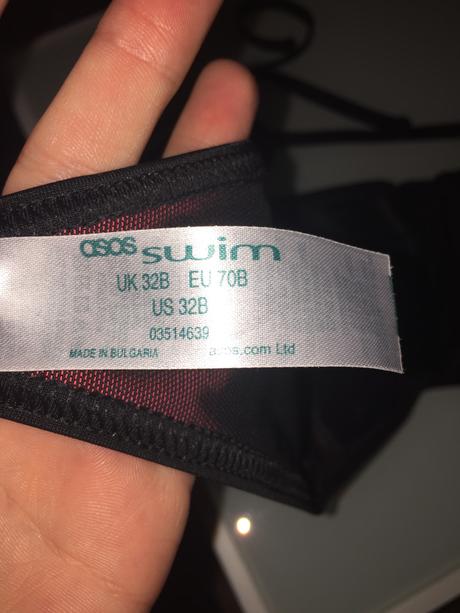 asos swim
UK 32B EU 70B
US 32B
03514639
MADE IN BULGARIA asos.com Ltd